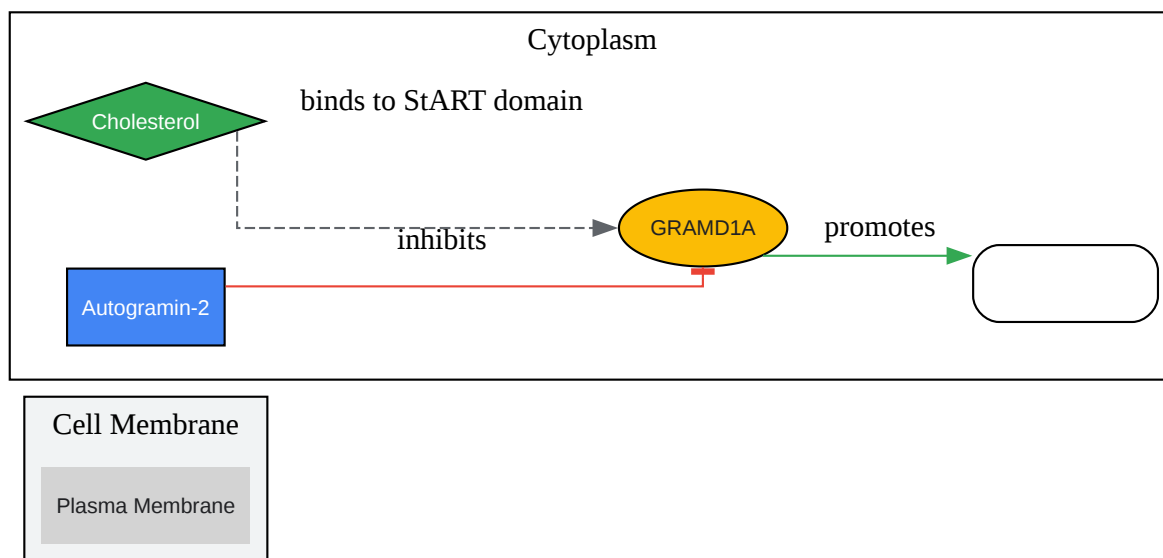 Cytoplasm
binds to StART domain
Cholesterol
GRAMD1A
promotes
inhibits
Autogramin-2
Cell Membrane
Plasma Membrane